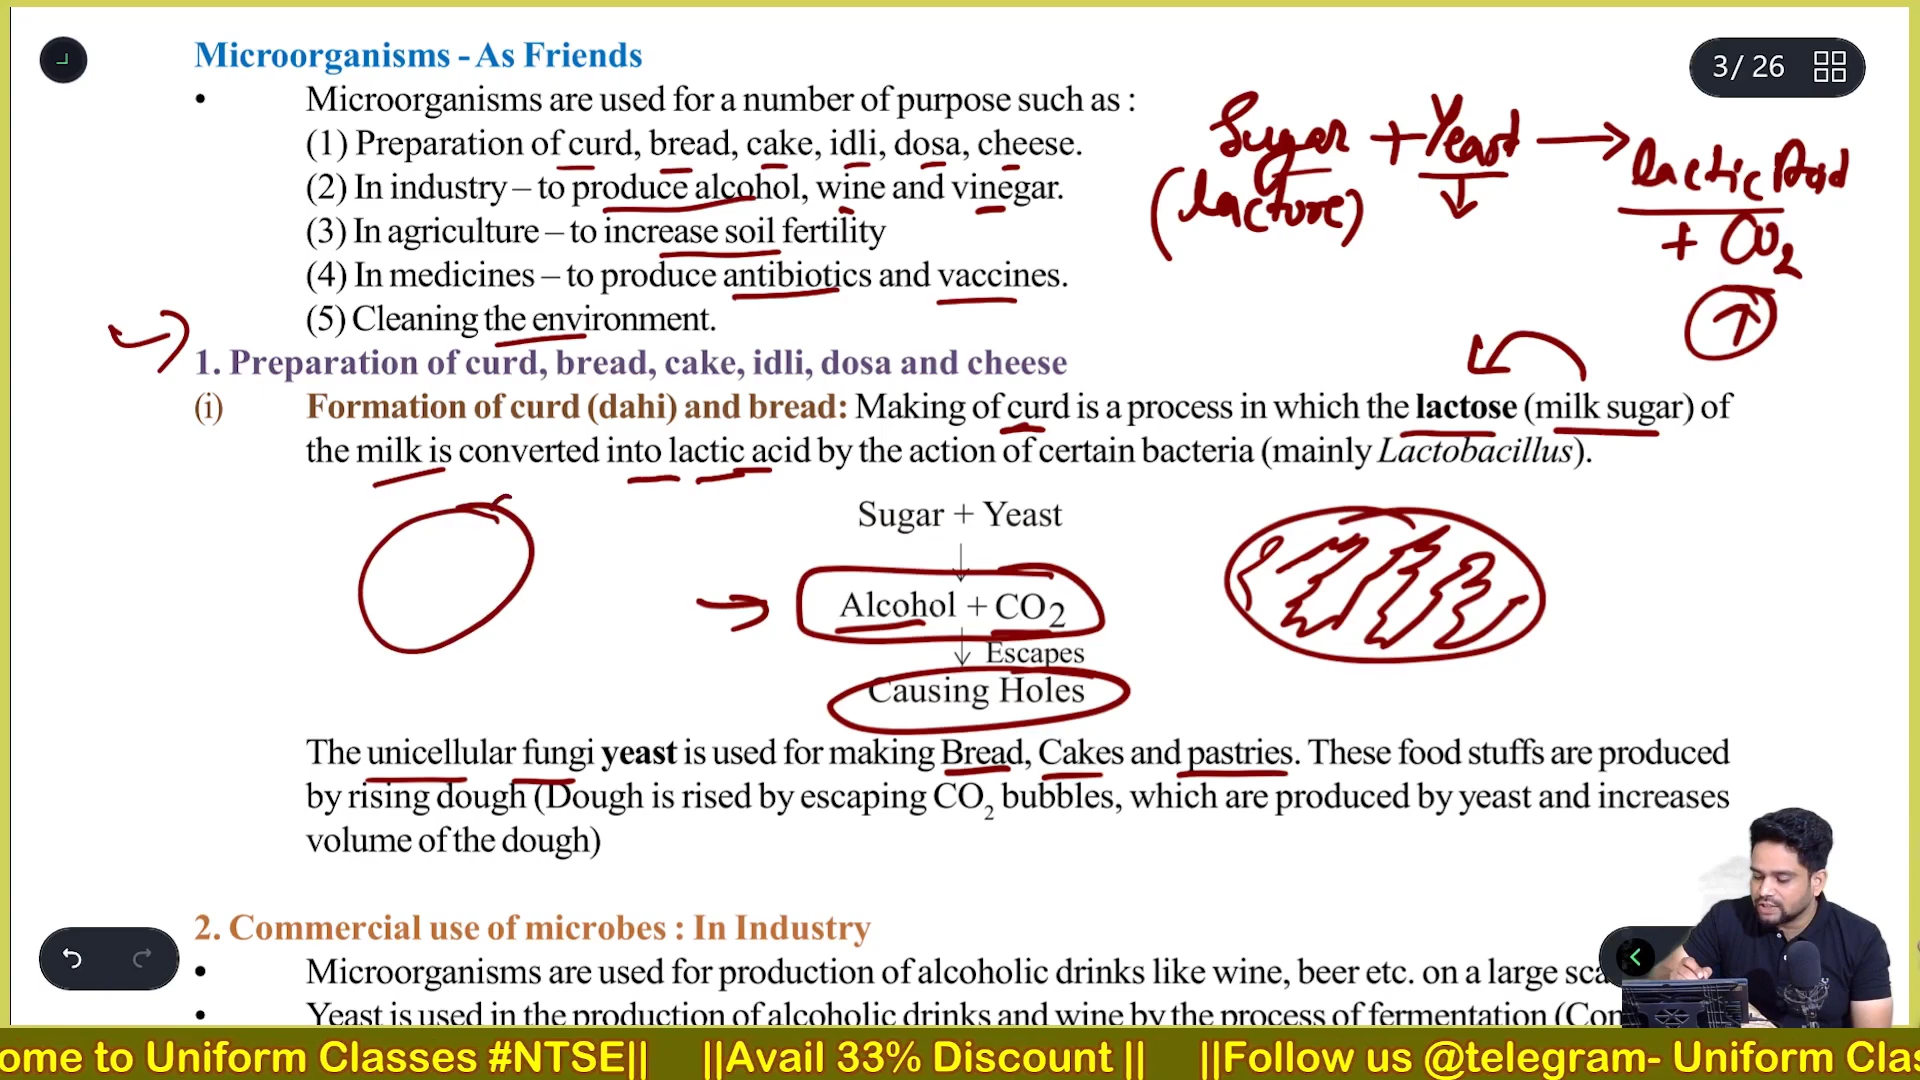 Microorganisms - As Friends
3/ 26
• Microorganisms are used for a number of purpose such as :
(1) Preparation of curd, bread, cake, idli, dosa, cheese.
(2) In industry – to produce alcohol, wine and vinegar.
(3) In agriculture – to increase soil fertility
(4) In medicines – to produce antibiotics and vaccines.
(5) Cleaning the environment.
Sugar + Yeast → Lactic Acid
(lactore)
+ CO2
1. Preparation of curd, bread, cake, idli, dosa and cheese
(i) Formation of curd (dahi) and bread: Making of curd is a process in which the lactose (milk sugar) of
the milk is converted into lactic acid by the action of certain bacteria (mainly Lactobacillus).
Sugar + Yeast
Alcohol + CO2
Escapes
Causing Holes
The unicellular fungi yeast is used for making Bread, Cakes and pastries. These food stuffs are produced
by rising dough (Dough is rised by escaping CO2 bubbles, which are produced by yeast and increases
volume of the dough)
2. Commercial use of microbes : In Industry
• Microorganisms are used for production of alcoholic drinks like wine, beer etc. on a large sca
• Yeast is used in the production of alcoholic drinks and wine by the process of fermentation (Con
ome to Uniform Classes #NTSE|| ||Avail 33% Discount || ||Follow us @telegram- Uniform Clas